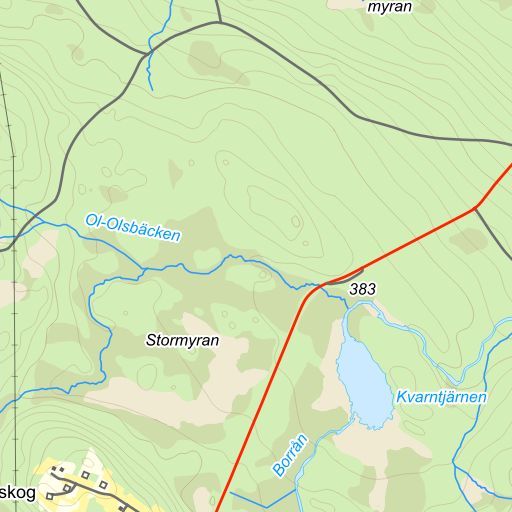 myran
Ol-Olsbäcken
383
Stormyran
Kvarntjärnen
Borrån
skog